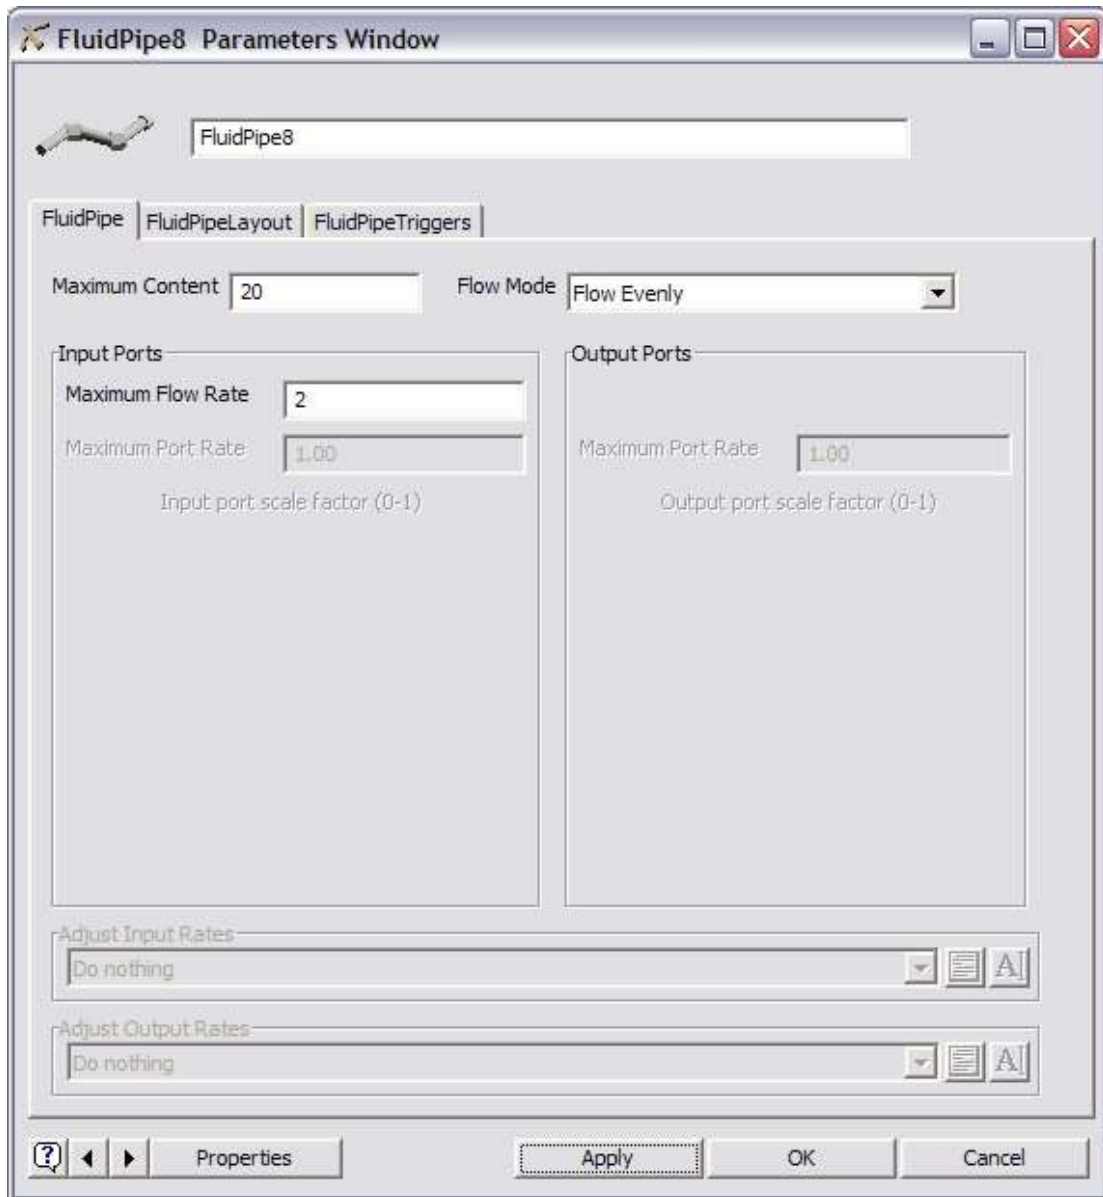 FluidPipe8 Parameters Window
FluidPipe8
FluidPipe FluidPipeLayout FluidPipeTriggers
Maximum Content 20 Flow Mode Flow Evenly
Input Ports
Maximum Flow Rate 2
Maximum Port Rate 1.00
Input port scale factor (0-1)
Output Ports
Maximum Port Rate 1.00
Output port scale factor (0-1)
Adjust Input Rates
Do nothing A
Adjust Output Rates
Do nothing A
? Properties Apply OK Cancel